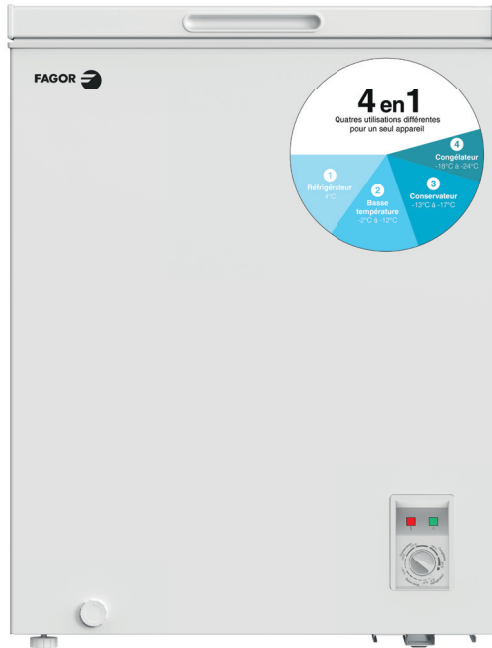 FAGOR
4 en 1
Quatres utilisations différentes
pour un seul appareil
4
Congélateur
-18°C à -24°C
1
Réfrigérateur
4°C
2
Basse
température
-2°C à -12°C
3
Conservateur
-13°C à -17°C